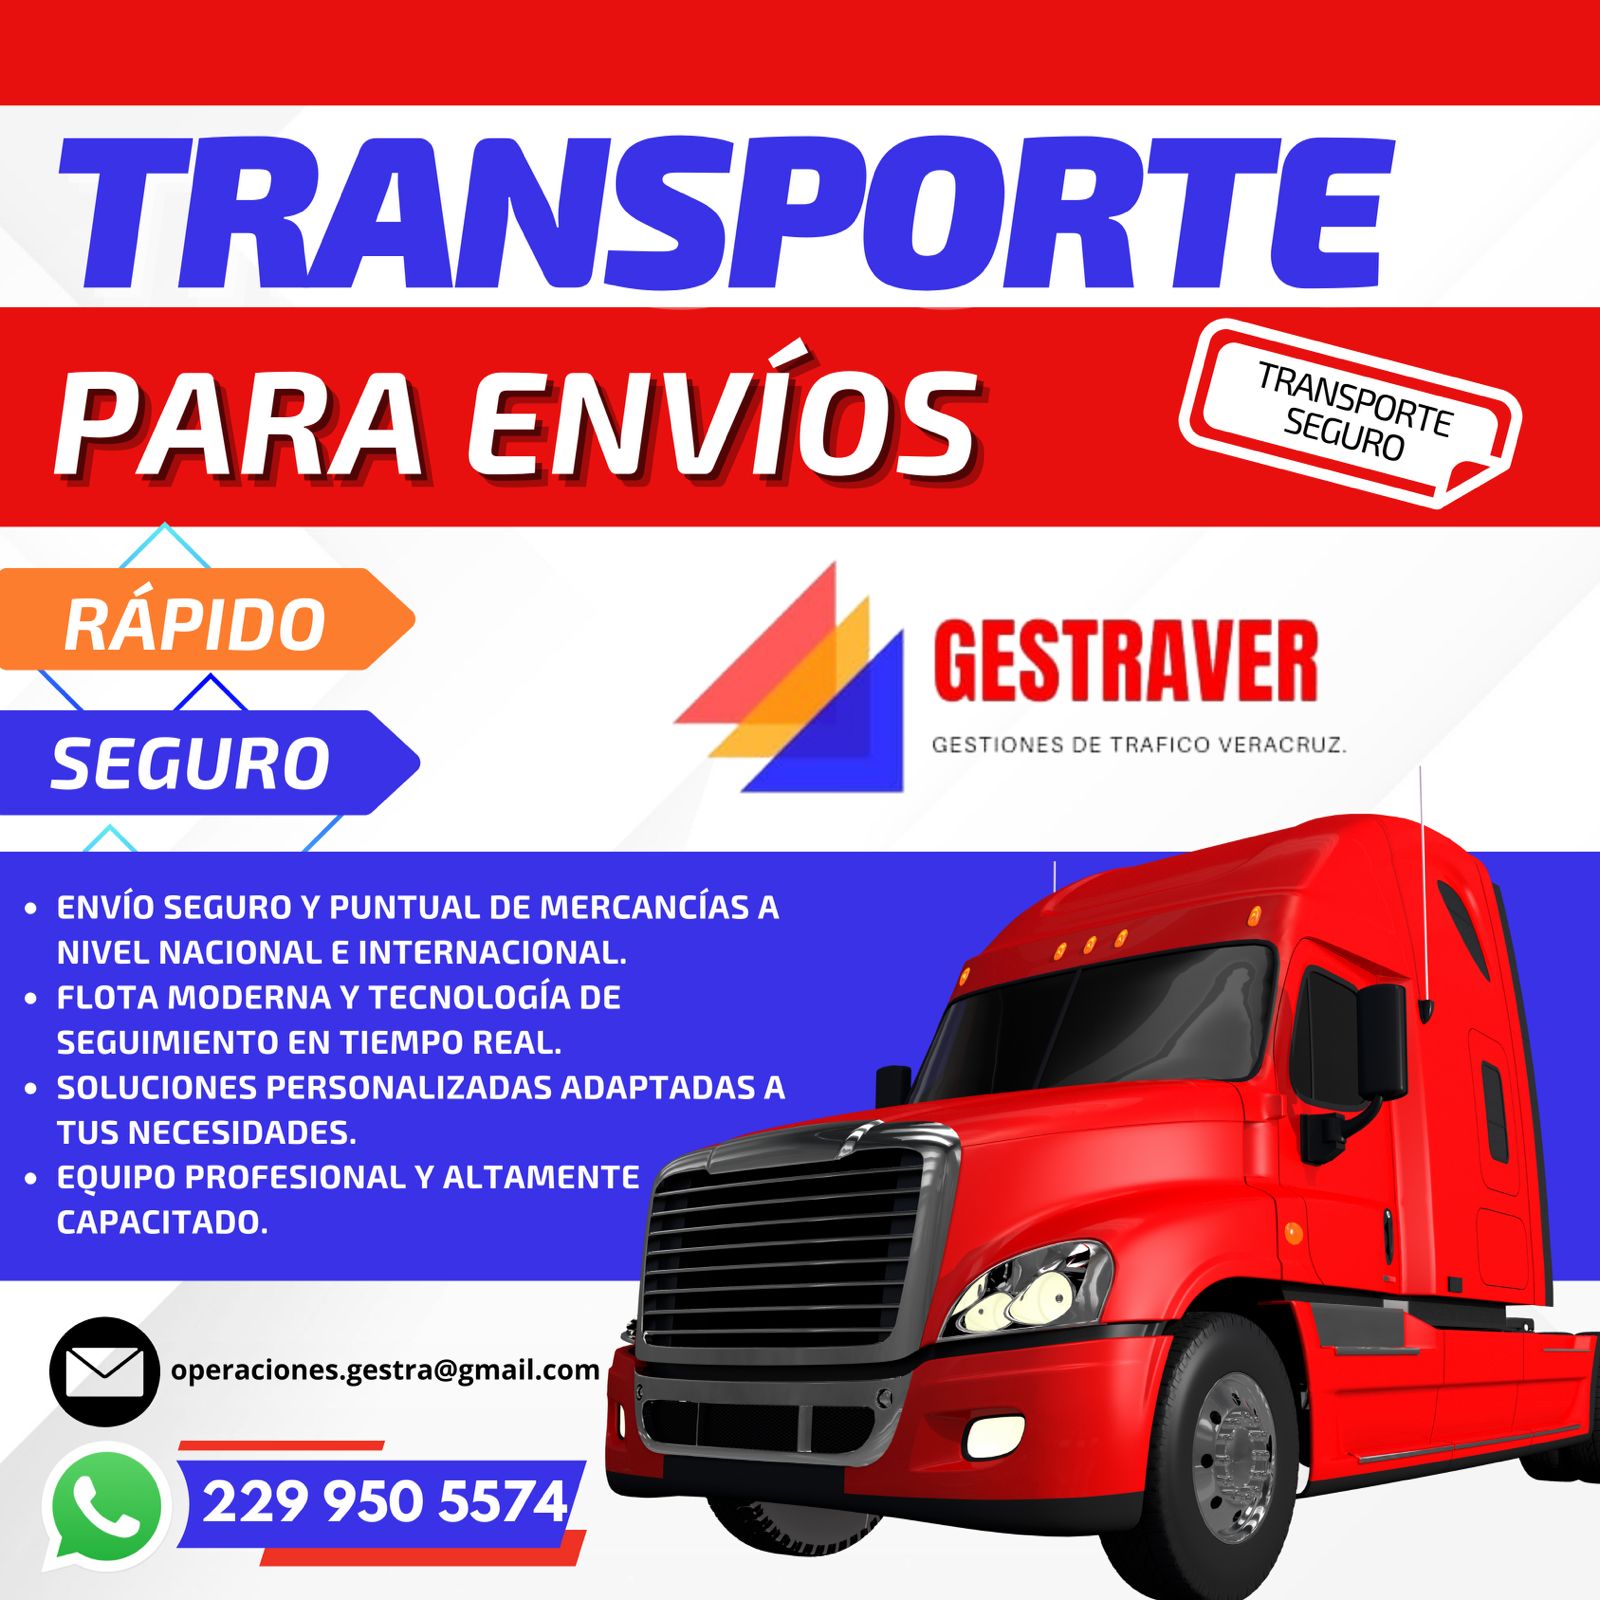 TRANSPORTE
PARA ENVÍOS
TRANSPORTE
SEGURO
RÁPIDO
SEGURO
GESTRAVER
GESTIONES DE TRAFICO VERACRUZ.
• ENVÍO SEGURO Y PUNTUAL DE MERCANCÍAS A
NIVEL NACIONAL E INTERNACIONAL.
• FLOTA MODERNA Y TECNOLOGÍA DE
SEGUIMIENTO EN TIEMPO REAL.
• SOLUCIONES PERSONALIZADAS ADAPTADAS A
TUS NECESIDADES.
• EQUIPO PROFESIONAL Y ALTAMENTE
CAPACITADO.
operaciones.gestra@gmail.com
229 950 5574